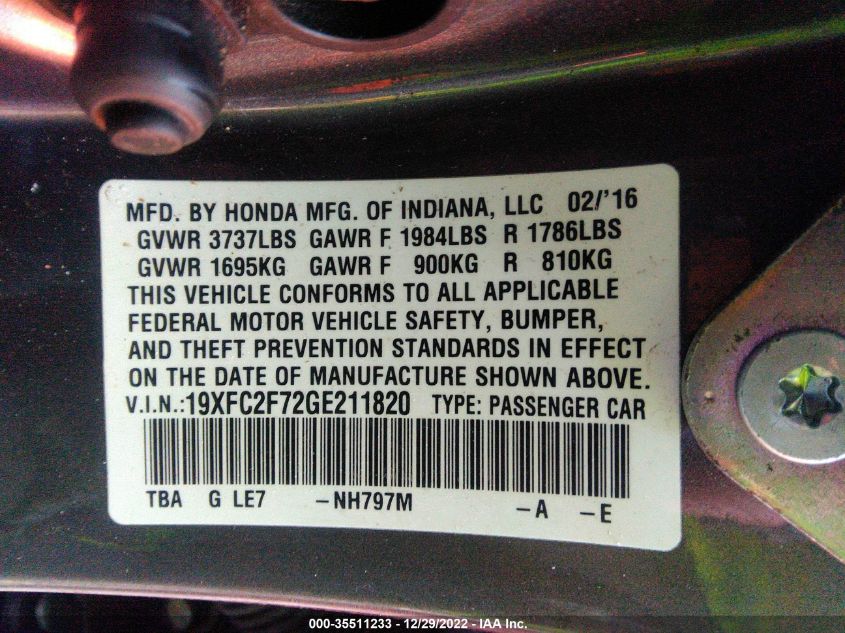 MFD. BY HONDA MFG. OF INDIANA, LLC 02/'16
GVWR 3737LBS GAWR F 1984LBS R 1786LBS
GVWR 1695KG GAWR F 900KG R 810KG
THIS VEHICLE CONFORMS TO ALL APPLICABLE
FEDERAL MOTOR VEHICLE SAFETY, BUMPER,
AND THEFT PREVENTION STANDARDS IN EFFECT
ON THE DATE OF MANUFACTURE SHOWN ABOVE.
V.I.N.:19XFC2F72GE211820 TYPE: PASSENGER CAR
TBA G LE7 -NH797M -A -E
000-35511233 - 12/29/2022 - IAA Inc.